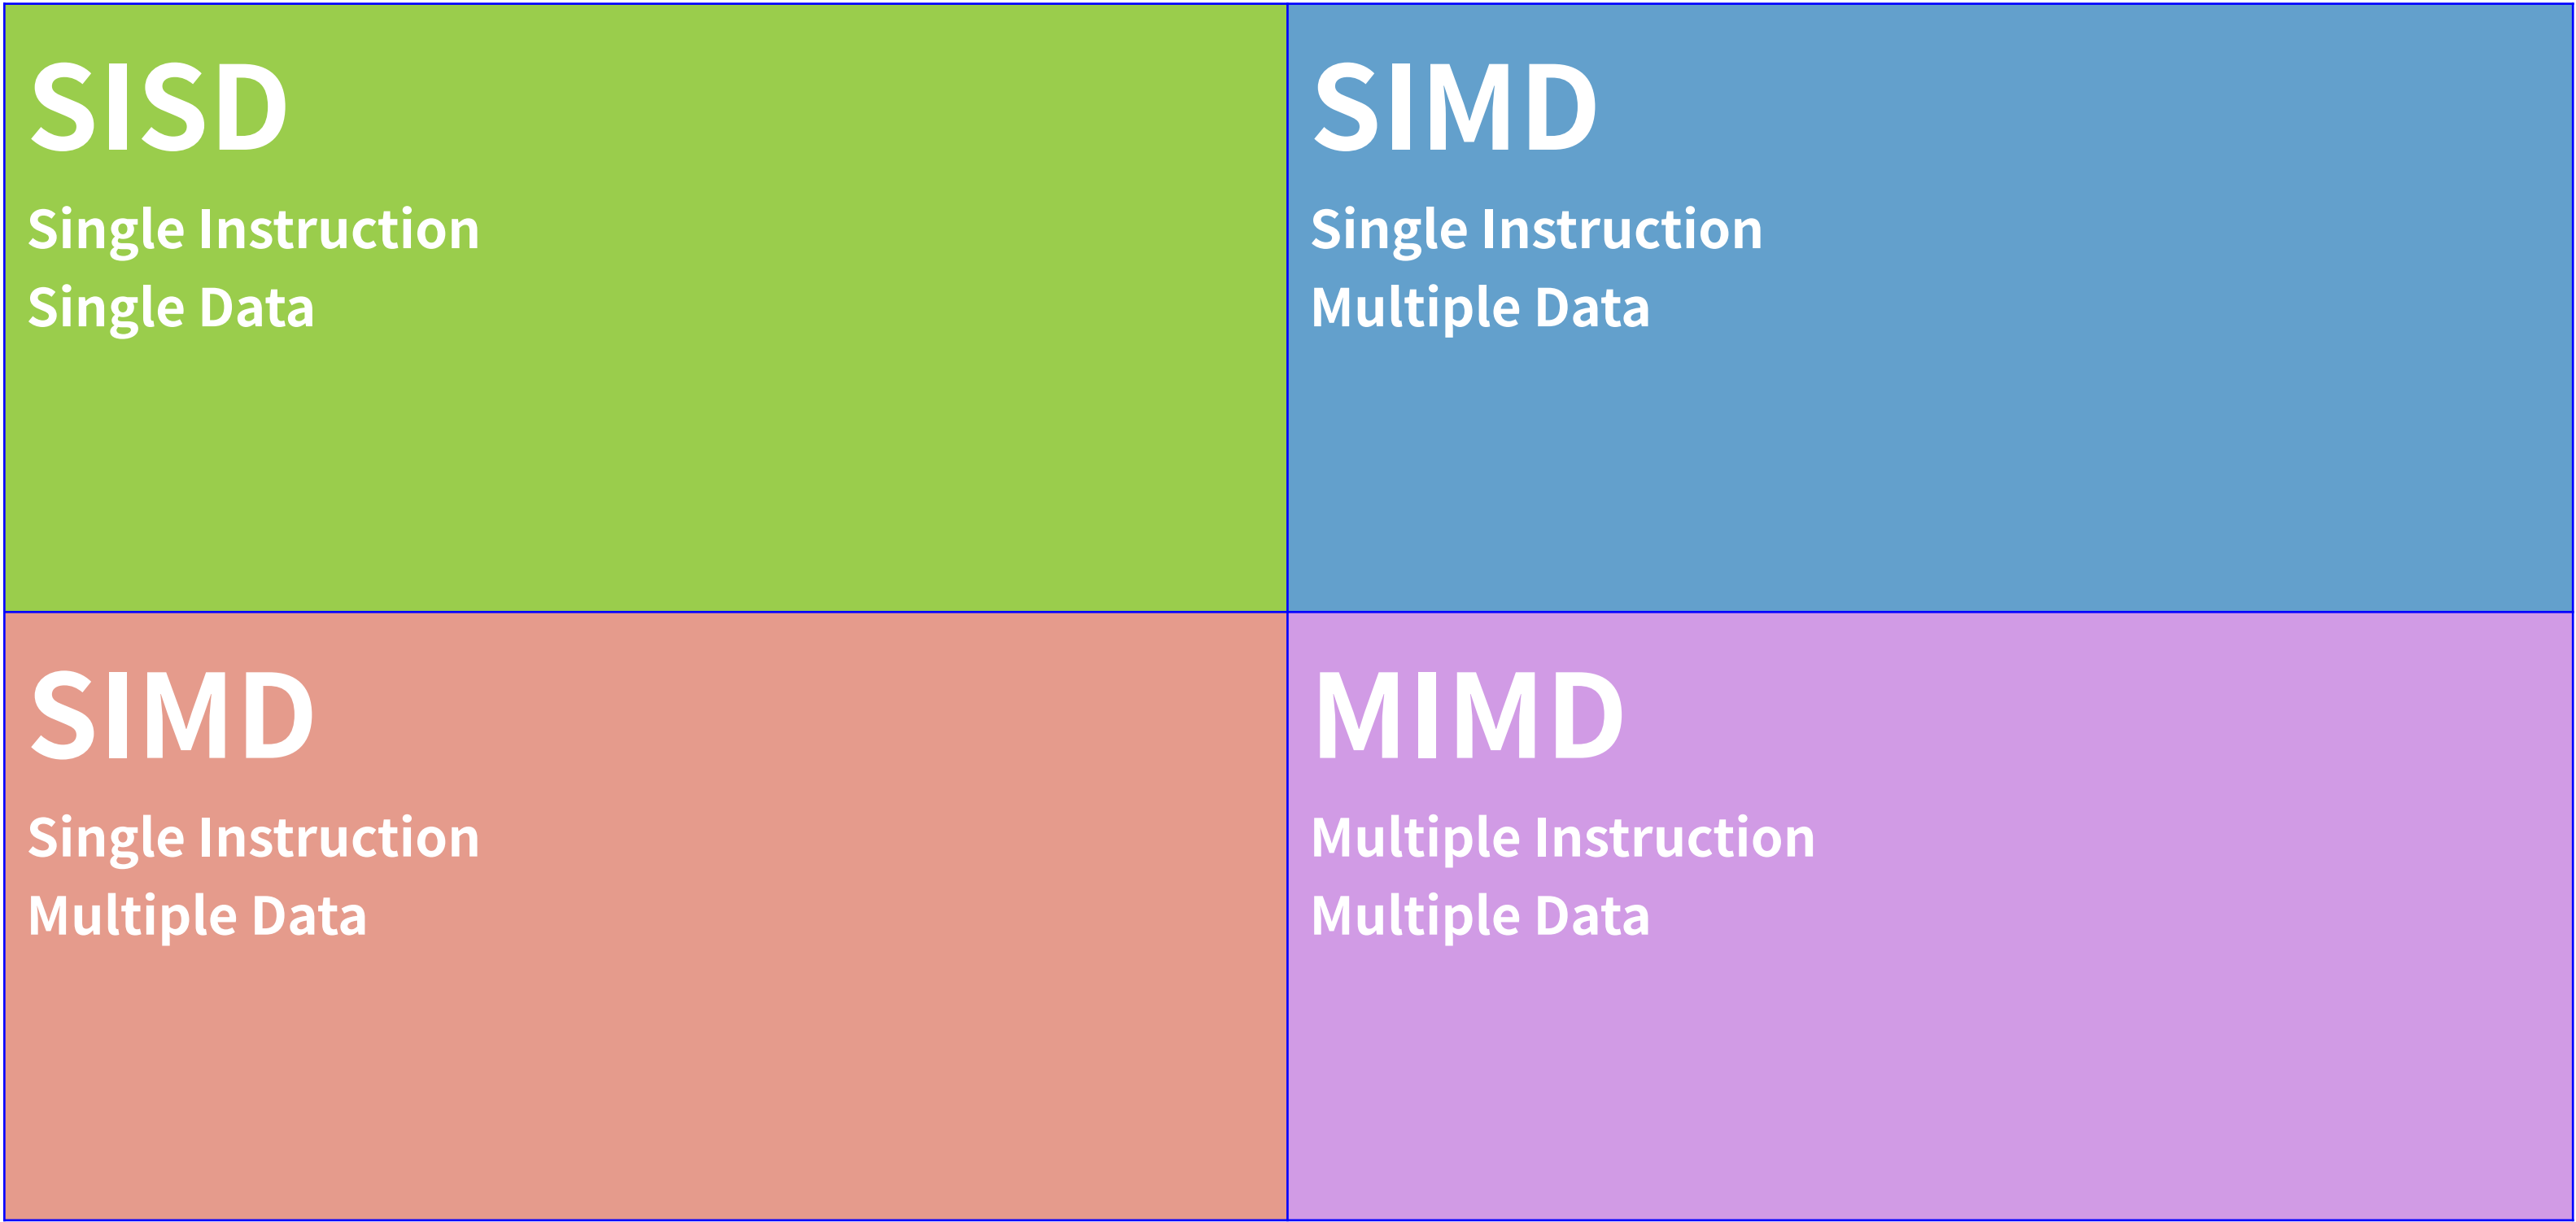 SISD
Single Instruction
Single Data
SIMD
Single Instruction
Multiple Data
SIMD
Single Instruction
Multiple Data
MIMD
Multiple Instruction
Multiple Data